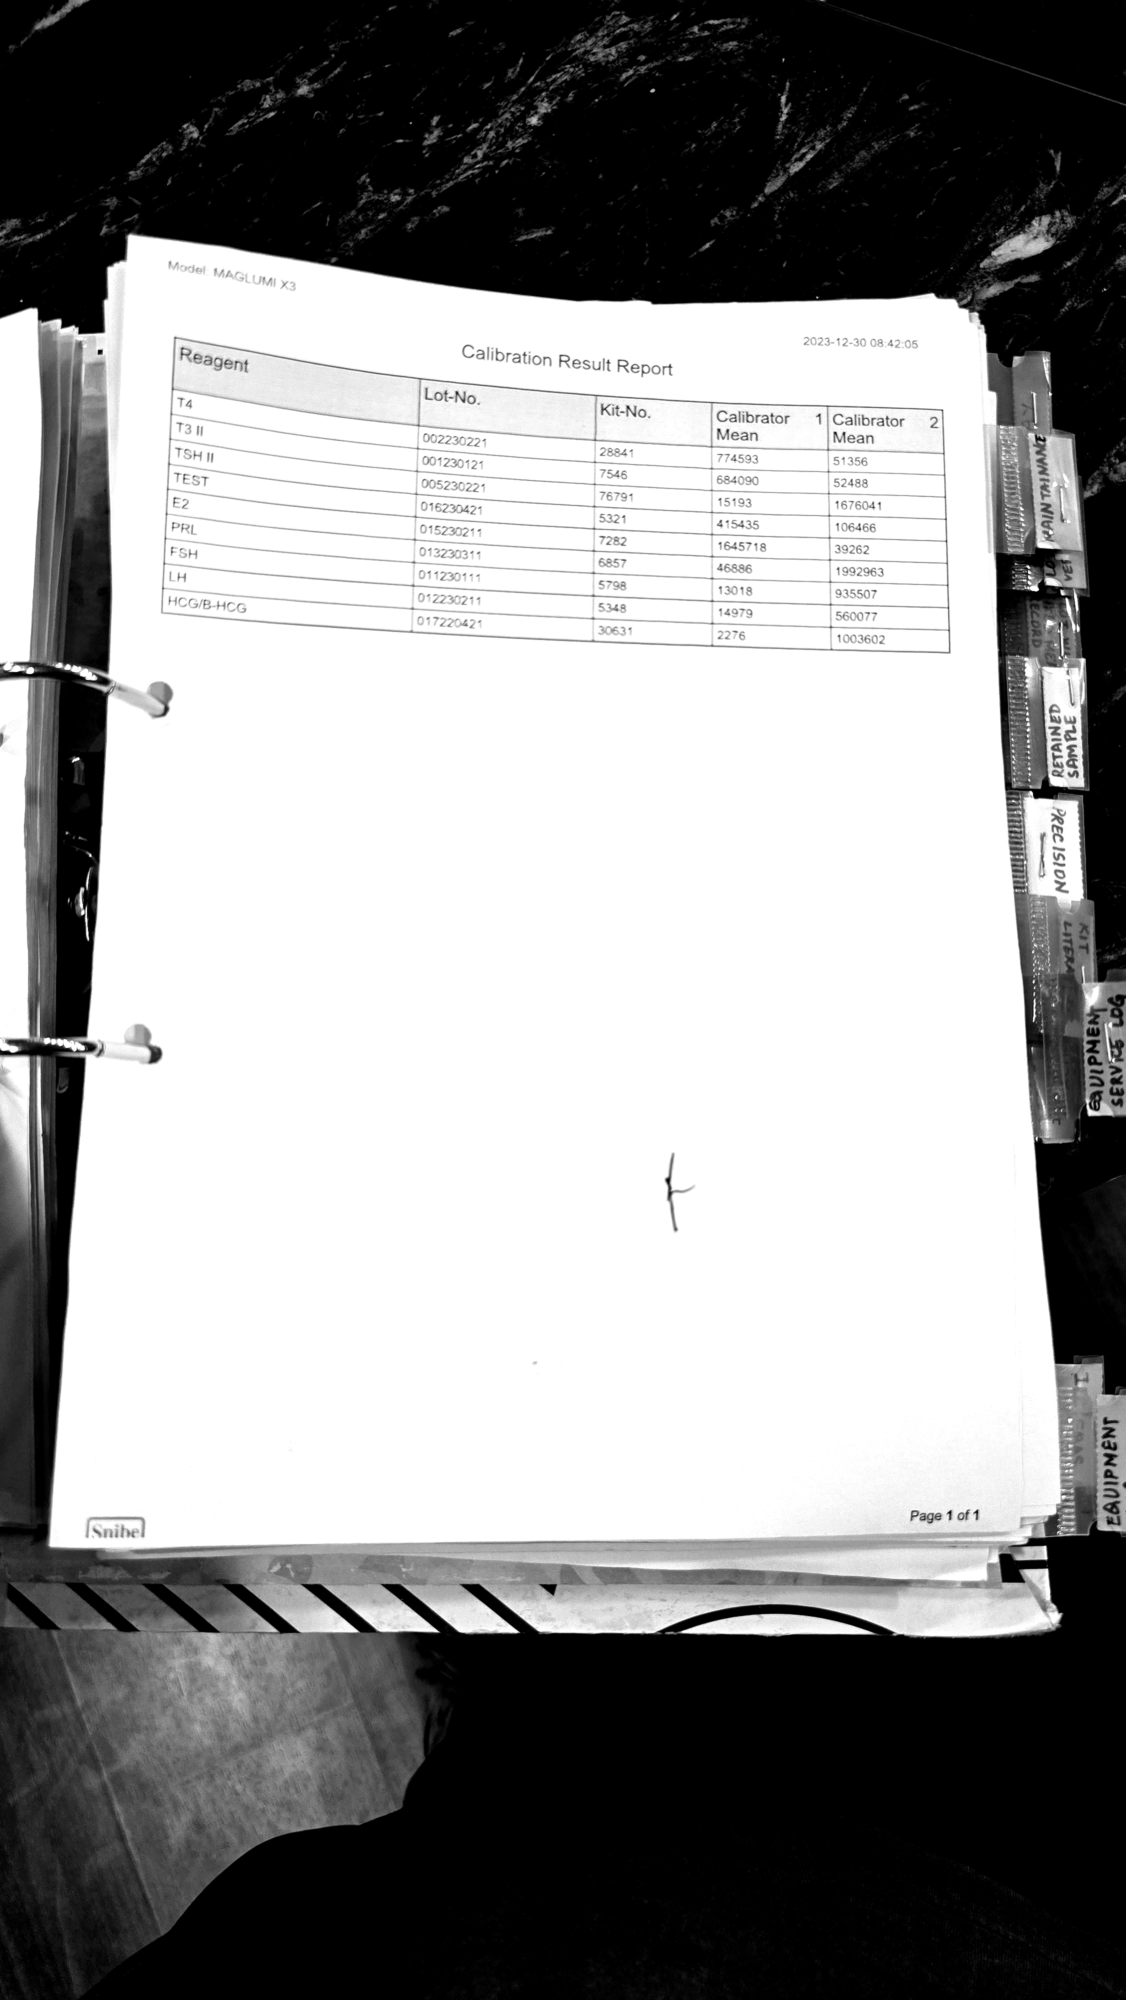 Model: MAGLUMI X3
2023-12-30 08:42:05
Calibration Result Report
Reagent Lot-No. Kit-No. Calibrator 1 Mean Calibrator 2 Mean
T4 002230221 28841 774593 51356
T3 II 001230121 7546 684090 52488
TSH II 005230221 76791 15193 1676041
TEST 016230421 5321 415435 106466
E2 015230211 7282 1645718 39262
PRL 013230311 6857 46886 1992963
FSH 011230111 5798 13018 935507
LH 012230211 5348 14979 560077
HCG/B-HCG 017220421 30631 2276 1003602
Snibe
Page 1 of 1
MAINTAINANE
RETAINED
SAMPLE
PRECISION
KIT
EQUIPMENT
SERVICE LOG
EQUIPMENT